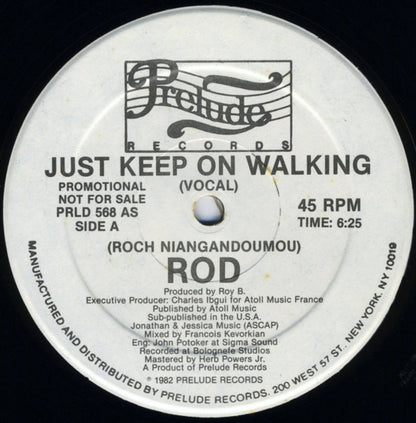 Prelude
RECORDS
JUST KEEP ON WALKING
(VOCAL)
PROMOTIONAL
NOT FOR SALE
PRLD 568 AS
SIDE A
45 RPM
TIME: 6:25
(ROCH NIANGANDOUMOU)
ROD
Produced by Roy B.
Executive Producer: Charles Ibgui for Atoll Music France
Published by Atoll Music
Sub-published in the U.S.A.
Jonathan & Jessica Music (ASCAP)
Mixed by Francois Kevorkian
Eng: John Potoker at Sigma Sound
Recorded at Bolognele Studios
Mastered by Herb Powers Jr.
A Product of Prelude Records
© 1982 PRELUDE RECORDS
MANUFACTURED AND DISTRIBUTED BY PRELUDE RECORDS, 200 WEST 57 ST. NEW YORK, NY 10019